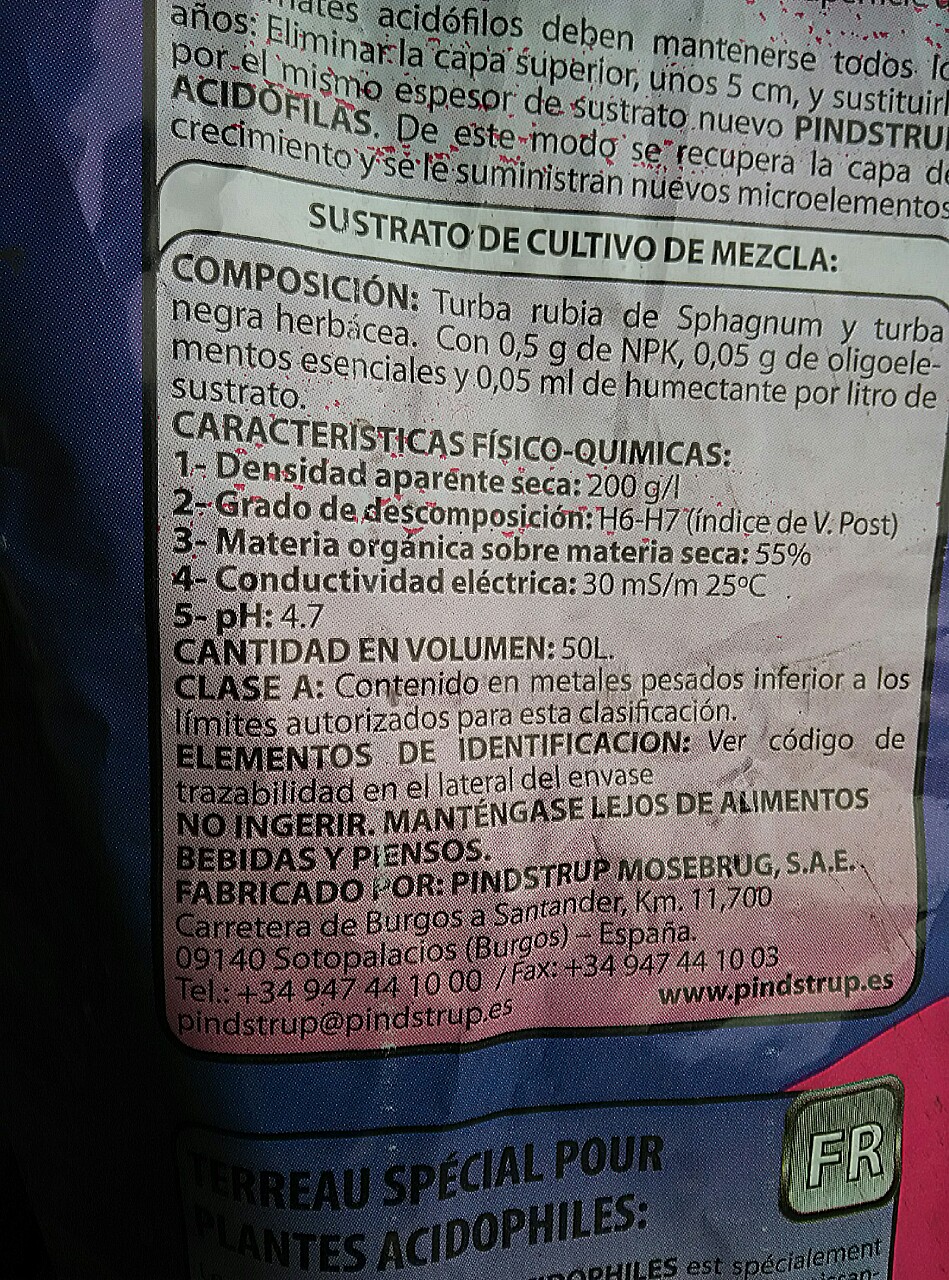 acidófilos deben mantenerse todos
años: Eliminar la capa superior, unos 5 cm, y sustituirl
por el mismo espesor de sustrato nuevo PINDSTRU
ACIDÓFILAS. De este modo se recupera la capa de
crecimiento y se le suministran nuevos microelementos
SUSTRATO DE CULTIVO DE MEZCLA:
COMPOSICIÓN: Turba rubia de Sphagnum y turba
negra herbácea. Con 0,5 g de NPK, 0,05 g de oligoele-
mentos esenciales y 0,05 ml de humectante por litro de
sustrato.
CARACTERÍSTICAS FÍSICO-QUIMICAS:
1- Densidad aparente seca: 200 g/l
2- Grado de descomposición: H6-H7 (índice de V. Post)
3- Materia orgánica sobre materia seca: 55%
4- Conductividad eléctrica: 30 mS/m 25ºC
5- pH: 4.7
CANTIDAD EN VOLUMEN: 50L.
CLASE A: Contenido en metales pesados inferior a los
límites autorizados para esta clasificación.
ELEMENTOS DE IDENTIFICACION: Ver código de
trazabilidad en el lateral del envase
NO INGERIR. MANTÉNGASE LEJOS DE ALIMENTOS
BEBIDAS Y PIENSOS.
FABRICADO POR: PINDSTRUP MOSEBRUG, S.A.E.
Carretera de Burgos a Santander, Km. 11,700
09140 Sotopalacios (Burgos) – España.
Tel.: +34 947 44 10 00 / Fax: +34 947 44 10 03
pindstrup@pindstrup.es www.pindstrup.es
FR
TERREAU SPÉCIAL POUR
PLANTES ACIDOPHILES:
est spécialement